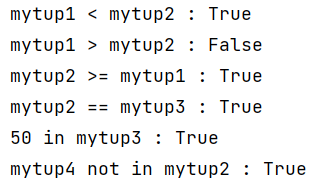 mytup1 < mytup2 : True
mytup1 > mytup2 : False
mytup2 >= mytup1 : True
mytup2 == mytup3 : True
50 in mytup3 : True
mytup4 not in mytup2 : True